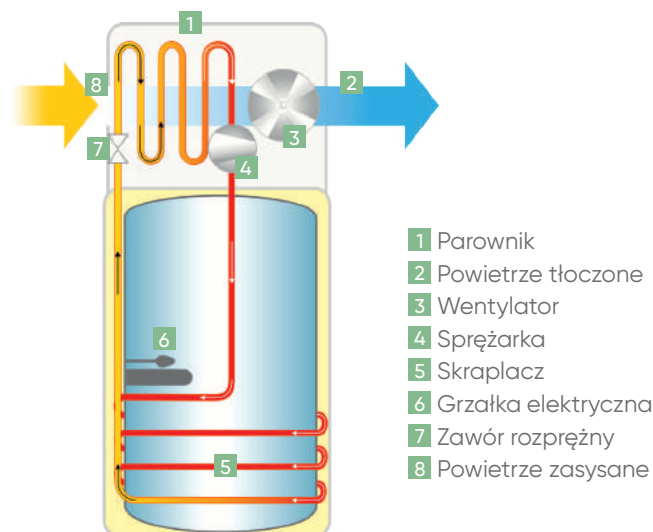 1
8
2
7
3
4
6
5
1 Parownik
2 Powietrze tłoczone
3 Wentylator
4 Sprężarka
5 Skraplacz
6 Grzałka elektryczna
7 Zawór rozprężny
8 Powietrze zasysane